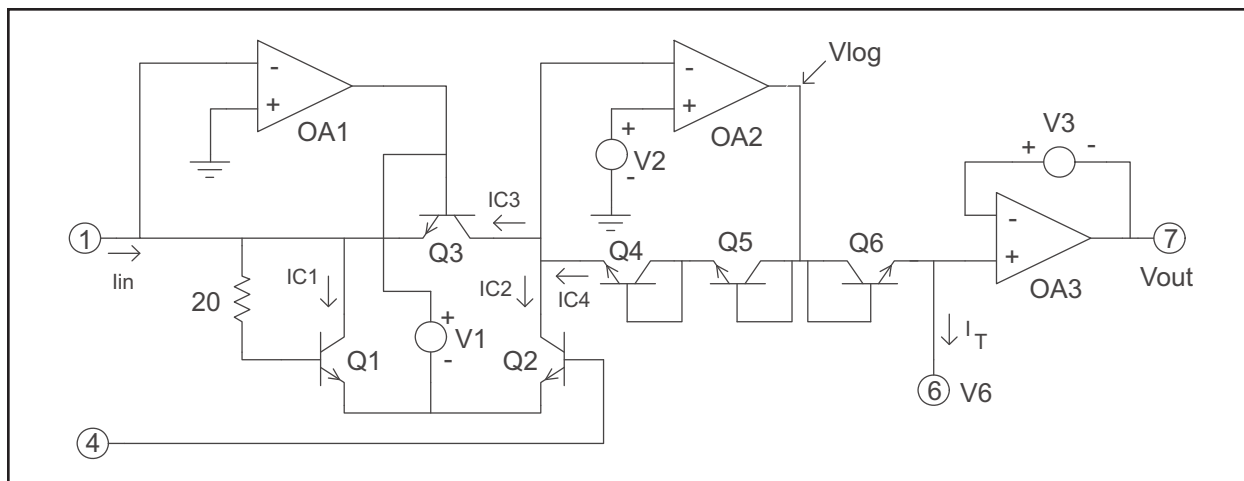 Vlog
-
+
OA1
-
+
OA2
+
V2
-
V3
+
-
IC3
-
+
OA3
1
Iin
Q3
Q4
Q5
Q6
7
Vout
20
IC1
IC2
IC4
+
V1
-
Q1
Q2
I T
6
V6
4